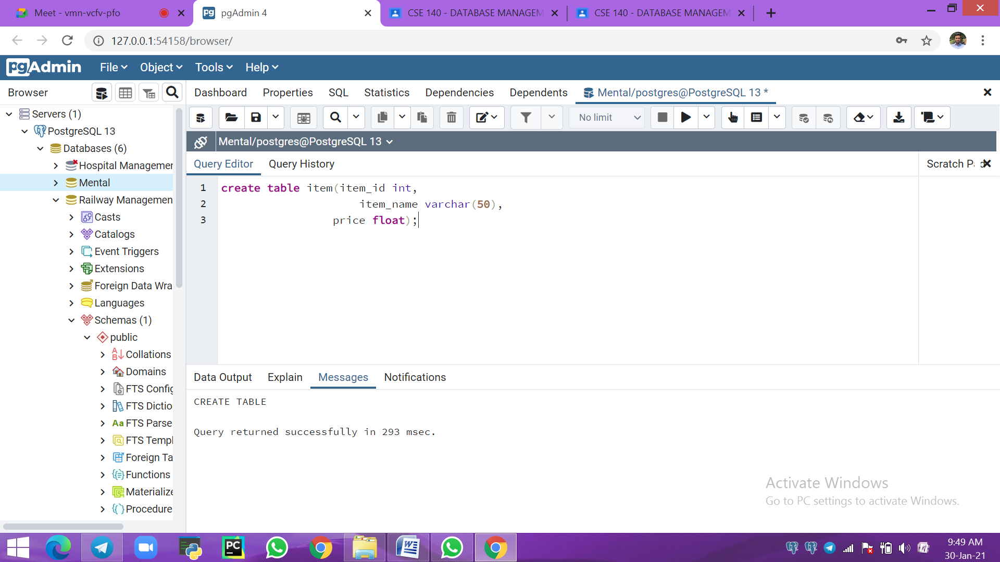 Meet - vmn-vcfv-pfo
pgAdmin 4
CSE 140 - DATABASE MANAGEM
CSE 140 - DATABASE MANAGEM
127.0.0.1:54158/browser/
pgAdmin File Object Tools Help
Browser
Dashboard Properties SQL Statistics Dependencies Dependents Mental/postgres@PostgreSQL 13 *
No limit
Servers (1)
PostgreSQL 13
Databases (6)
Hospital Managemer
Mental
Railway Managemen
Casts
Catalogs
Event Triggers
Extensions
Foreign Data Wra
Languages
Schemas (1)
public
Collations
Domains
FTS Config
FTS Dictio
FTS Parse
FTS Templ
Foreign Ta
Functions
Materialize
Procedure
Mental/postgres@PostgreSQL 13
Query Editor Query History
Scratch Pad
1 create table item(item_id int,
2 item_name varchar(50),
3 price float);
Data Output Explain Messages Notifications
CREATE TABLE
Query returned successfully in 293 msec.
Activate Windows
Go to PC settings to activate Windows.
9:49 AM
30-Jan-21